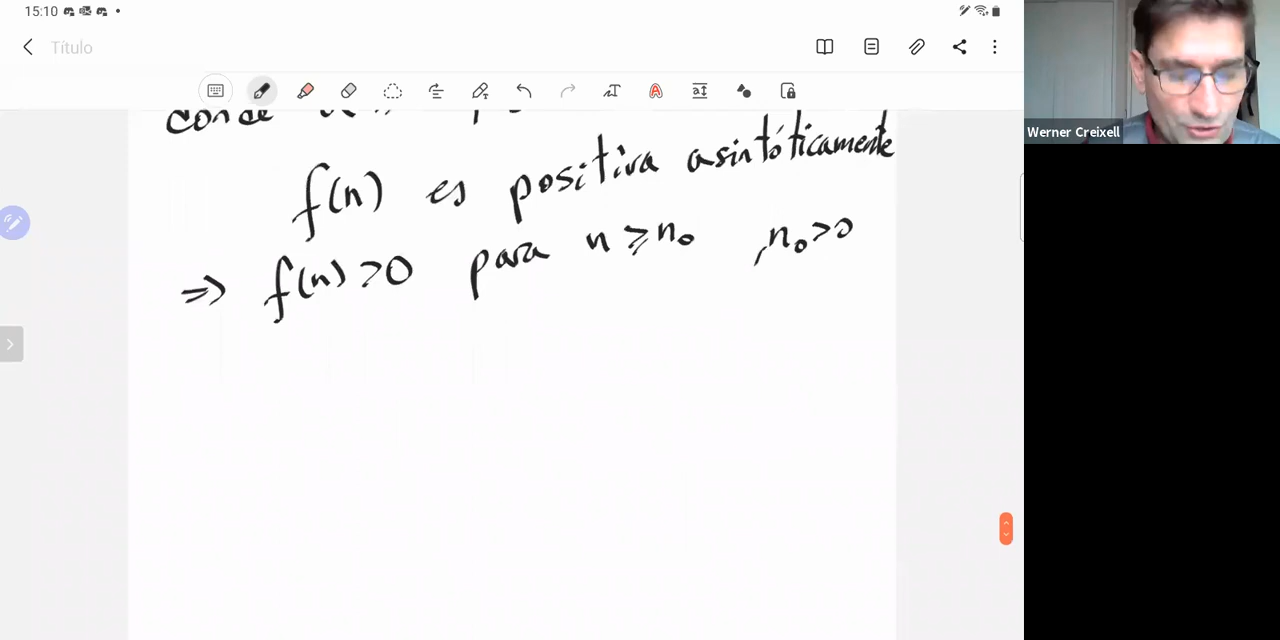 15:10
Título
Werner Creixell
f(n) es positiva asintóticamente
⇒ f(n) > 0 para n ≥ n₀ , n₀ > 0